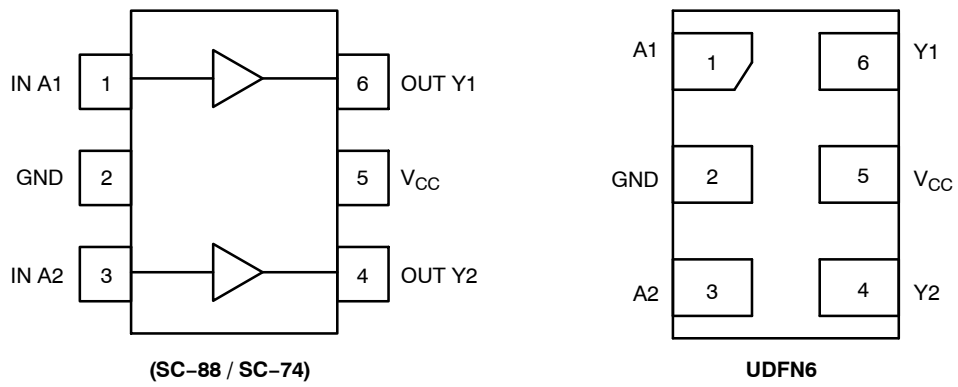 IN A1 1 6 OUT Y1
GND 2 5 VCC
IN A2 3 4 OUT Y2
(SC−88 / SC−74)
A1 1 6 Y1
GND 2 5 VCC
A2 3 4 Y2
UDFN6